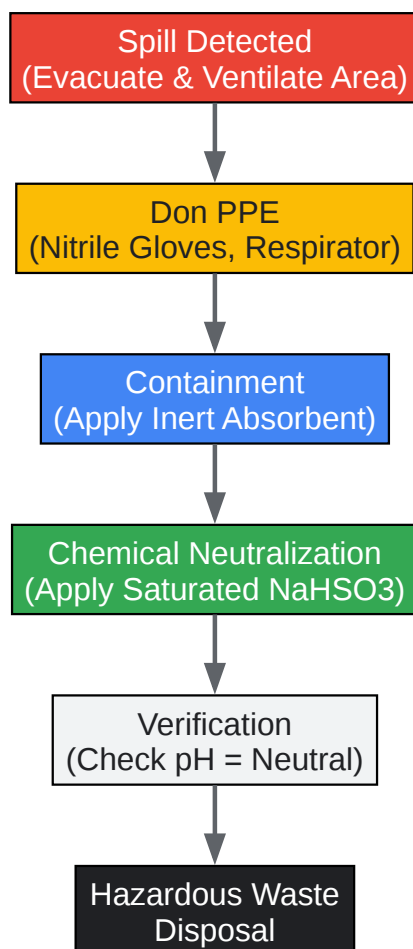 Spill Detected
(Evacuate & Ventilate Area)
Don PPE
(Nitrile Gloves, Respirator)
Containment
(Apply Inert Absorbent)
Chemical Neutralization
(Apply Saturated NaHSO3)
Verification
(Check pH = Neutral)
Hazardous Waste
Disposal